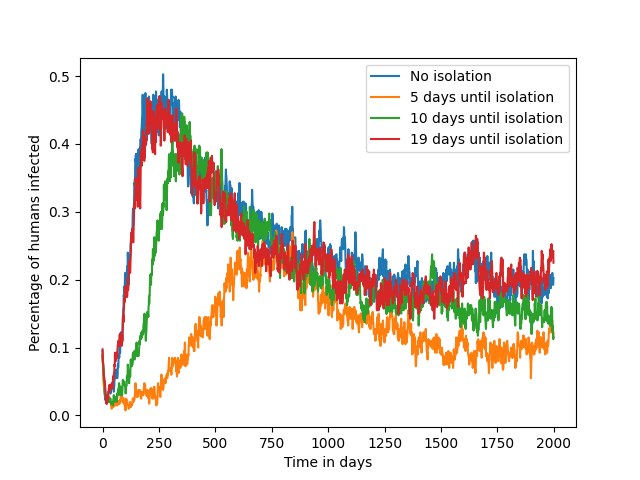 No isolation
5 days until isolation
10 days until isolation
19 days until isolation
0.5
0.4
0.3
0.2
0.1
0.0
Percentage of humans infected
0 250 500 750 1000 1250 1500 1750 2000
Time in days